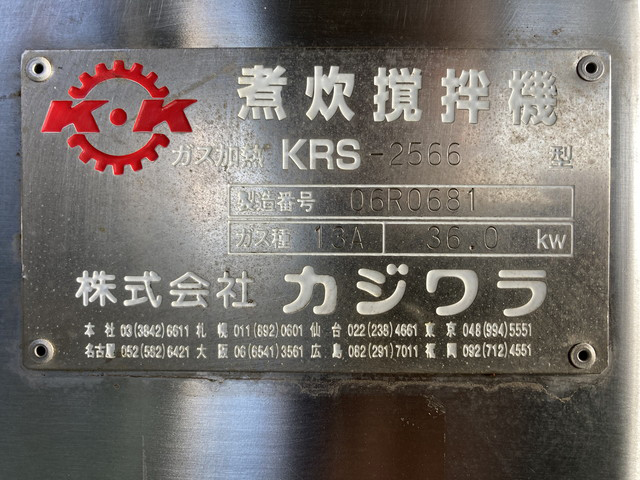 K・K 煮炊撹拌機
ガス加熱 KRS-2566 型
製造番号 06R0681
ガス種 13A 36.0 kw
株式会社 カジワラ
本社 03(3842)6611 札幌 011(892)0601 仙台 022(238)4661 東京 048(994)5551
名古屋 052(582)6421 大阪 06(6541)3561 広島 082(291)7011 福岡 092(712)4551